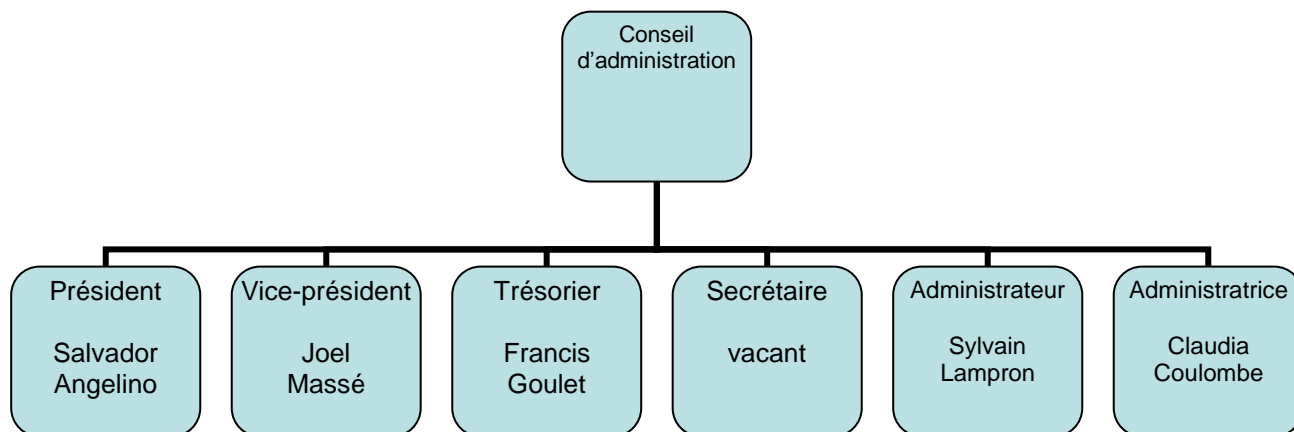 Conseil
d’administration
Président
Salvador
Angelino
Vice-président
Joel
Massé
Trésorier
Francis
Goulet
Secrétaire
vacant
Administrateur
Sylvain
Lampron
Administratrice
Claudia
Coulombe